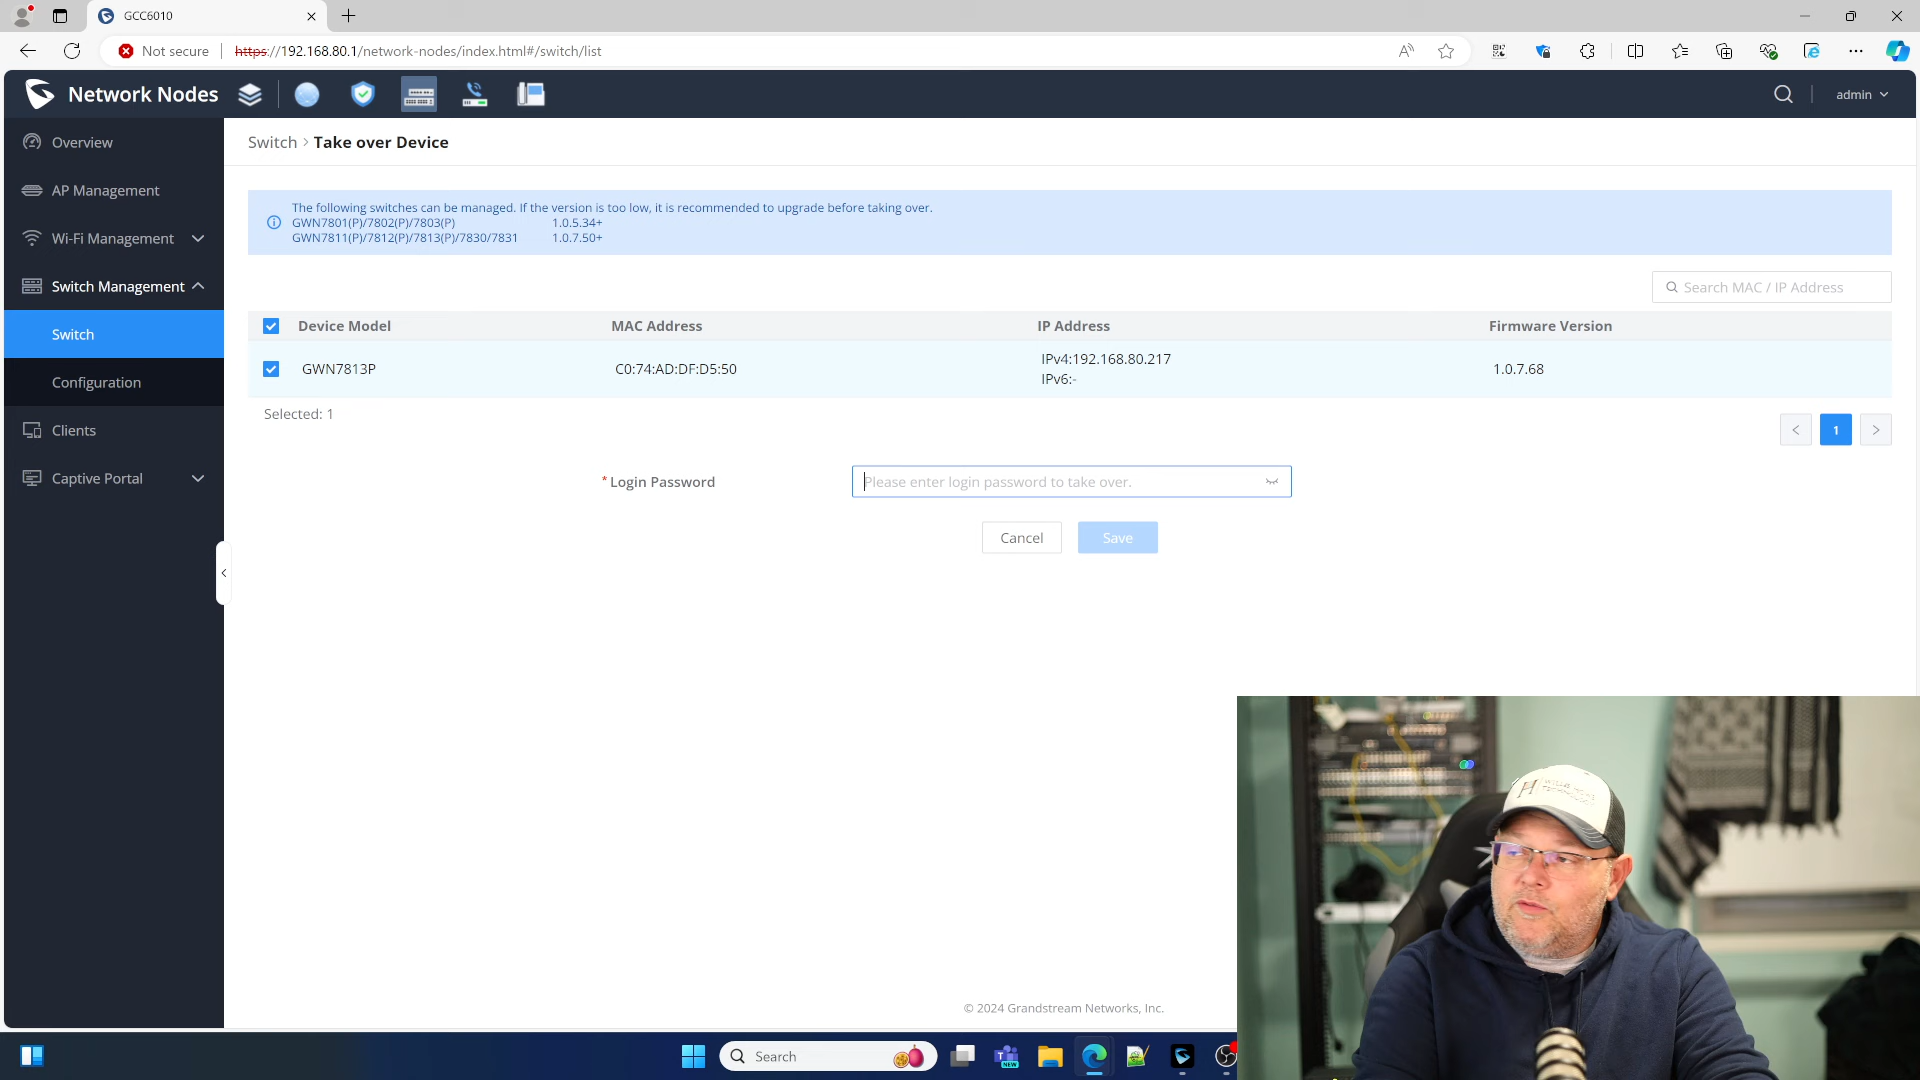 GCC6010
Not secure
https://192.168.80.1/network-nodes/index.html#/switch/list
Network Nodes
admin
Overview
AP Management
Wi-Fi Management
Switch Management
Switch
Configuration
Clients
Captive Portal
Switch > Take over Device
The following switches can be managed. If the version is too low, it is recommended to upgrade before taking over.
GWN7801(P)/7802(P)/7803(P) 1.0.5.34+
GWN7811(P)/7812(P)/7813(P)/7830/7831 1.0.7.50+
Search MAC / IP Address
Device Model MAC Address IP Address Firmware Version
GWN7813P C0:74:AD:DF:D5:50 IPv4:192.168.80.217 1.0.7.68
IPv6:-
Selected: 1
< 1 >
* Login Password Please enter login password to take over.
Cancel Save
© 2024 Grandstream Networks, Inc.
Search
NEW